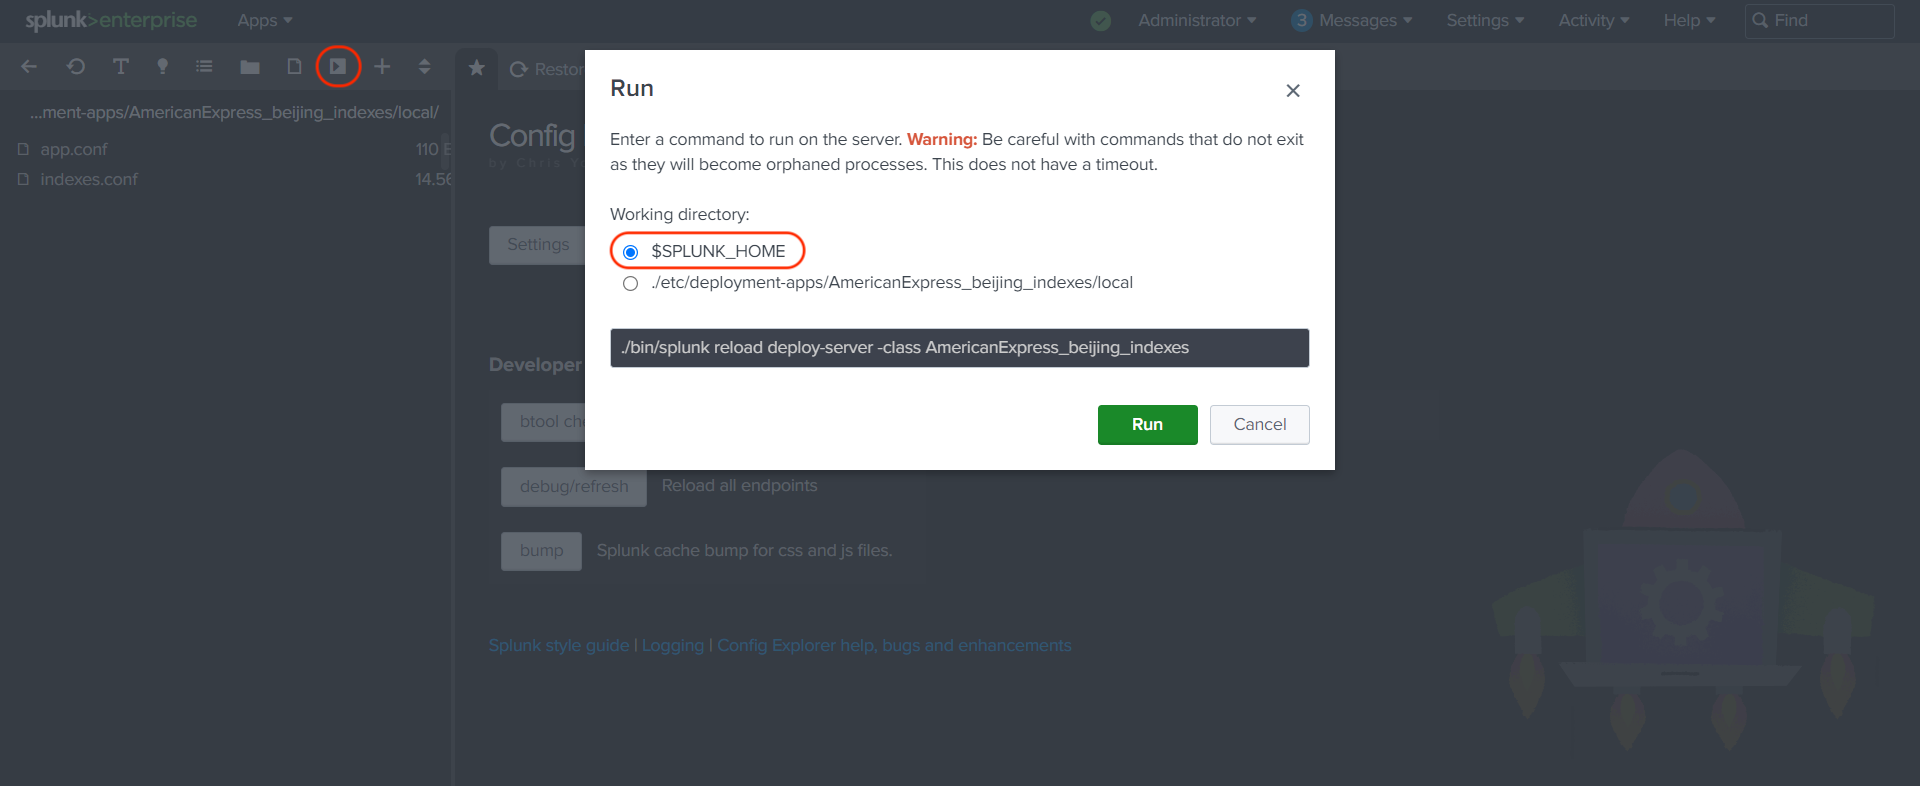 splunk>enterprise Apps Administrator 3 Messages Settings Activity Help Find
Restor
...ment-apps/AmericanExpress_beijing_indexes/local/
app.conf 110
indexes.conf 14.56
Config
by Chris
Settings
Developer
btool
debug/refresh Reload all endpoints
bump Splunk cache bump for css and js files.
Splunk style guide | Logging | Config Explorer help, bugs and enhancements
Run
Enter a command to run on the server. Warning: Be careful with commands that do not exit
as they will become orphaned processes. This does not have a timeout.
Working directory:
$SPLUNK_HOME
./etc/deployment-apps/AmericanExpress_beijing_indexes/local
./bin/splunk reload deploy-server -class AmericanExpress_beijing_indexes
Run Cancel